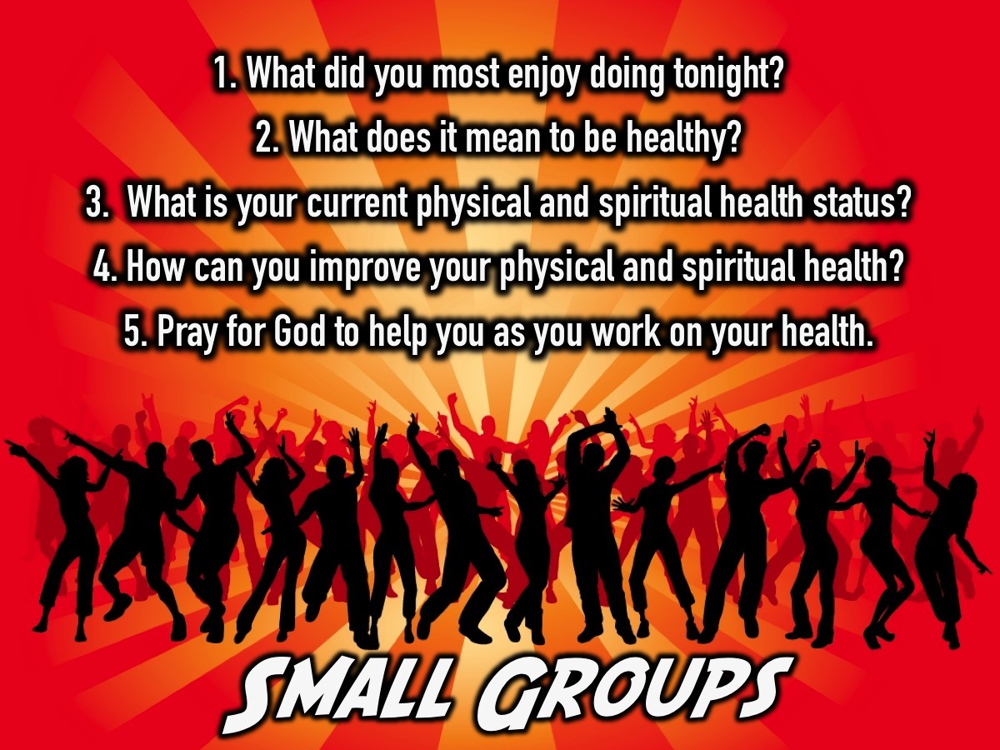 1. What did you most enjoy doing tonight?
2. What does it mean to be healthy?
3.  What is your current physical and spiritual health status?
4. How can you improve your physical and spiritual health?
5. Pray for God to help you as you work on your health.
Small Groups